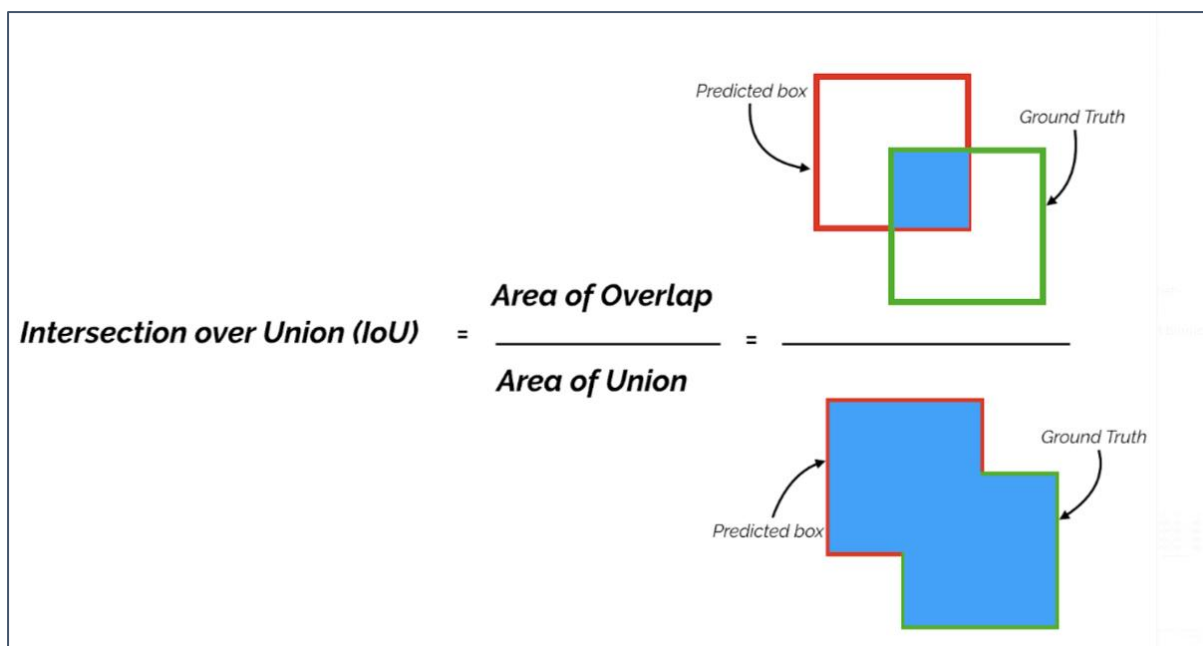 Predicted box
Ground Truth
Area of Overlap
Intersection over Union (IoU) = =
Area of Union
Ground Truth
Predicted box